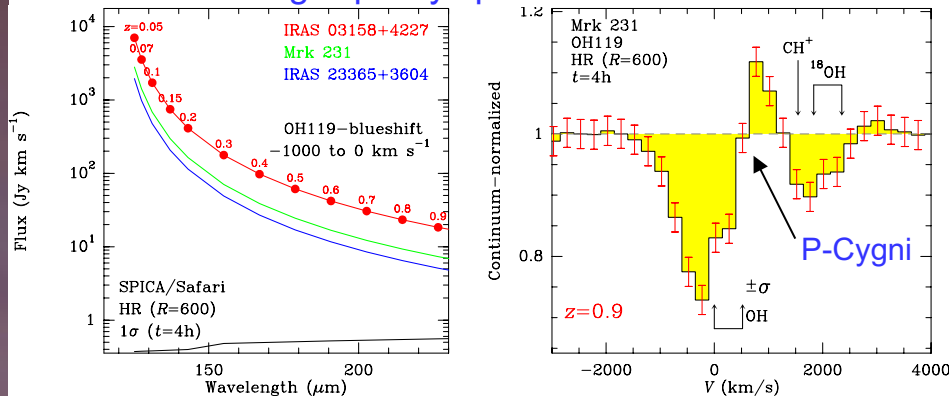 z=0.05
0.07
0.1
0.15
0.2
0.3
0.4
0.5
0.6
0.7
0.8
0.9
IRAS 03158+4227
Mrk 231
IRAS 23365+3604
OH119−blueshift
−1000 to 0 km s⁻¹
SPICA/Safari
HR (R=600)
1σ (t=4h)
10⁴
10³
10²
10¹
1
Flux (Jy km s⁻¹)
150
200
Wavelength (μm)
Mrk 231
OH119
HR (R=600)
t=4h
CH⁺
¹⁸OH
P-Cygni
±σ
OH
z=0.9
1.2
1
0.8
Continuum−normalized
−2000
0
2000
4000
V (km/s)